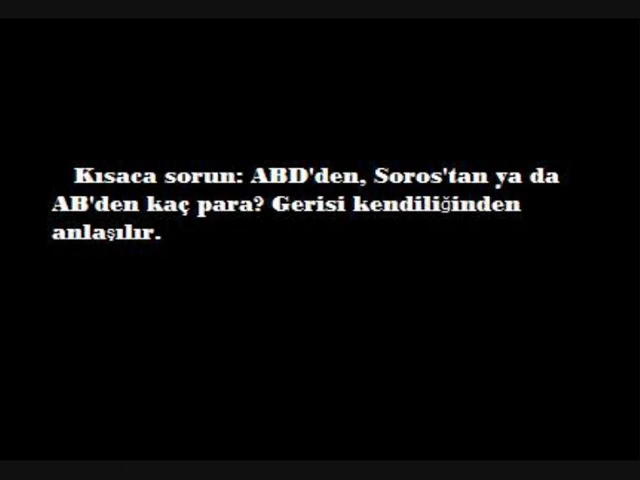 Kısaca sorun: ABD'den, Soros'tan ya da
AB'den kaç para? Gerisi kendiliğinden
anlaşılır.